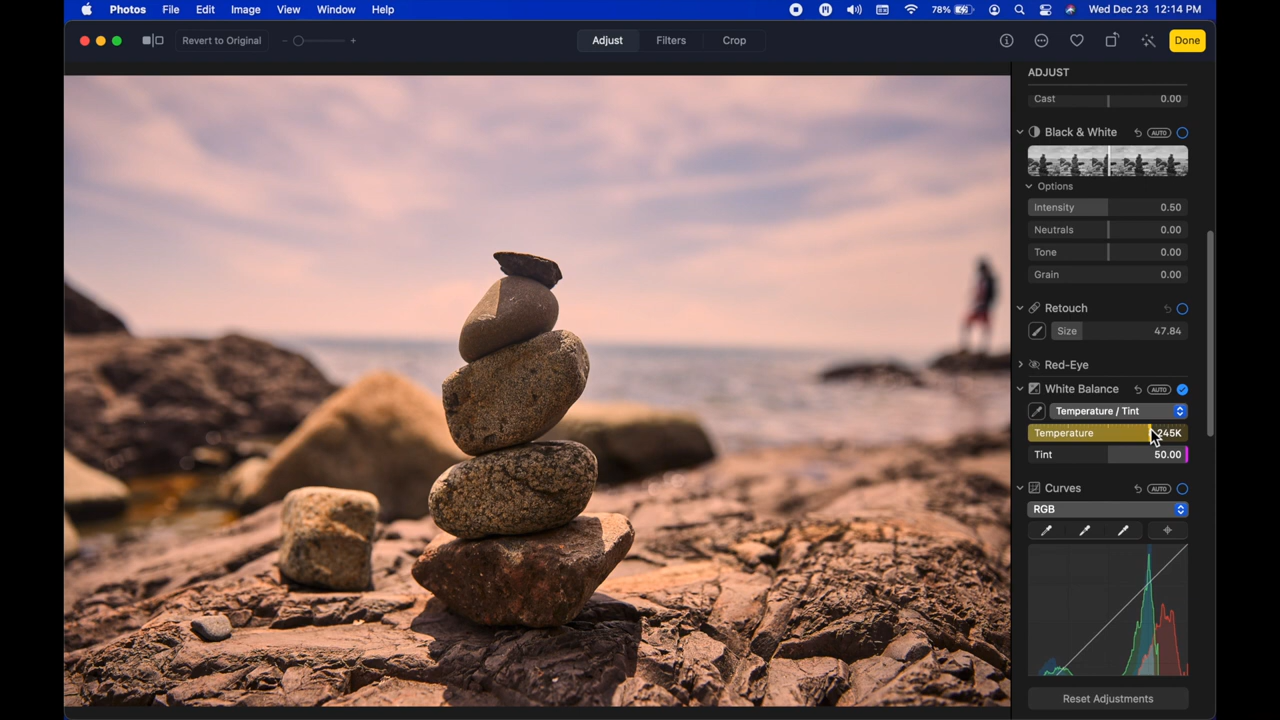 Photos File Edit Image View Window Help 78% Wed Dec 23 12:14 PM
Revert to Original − + Adjust Filters Crop Done
ADJUST
Cast 0.00
Black & White AUTO
Options
Intensity 0.50
Neutrals 0.00
Tone 0.00
Grain 0.00
Retouch
Size 47.84
Red-Eye
White Balance AUTO
Temperature / Tint
Temperature 245K
Tint 50.00
Curves AUTO
RGB
Reset Adjustments